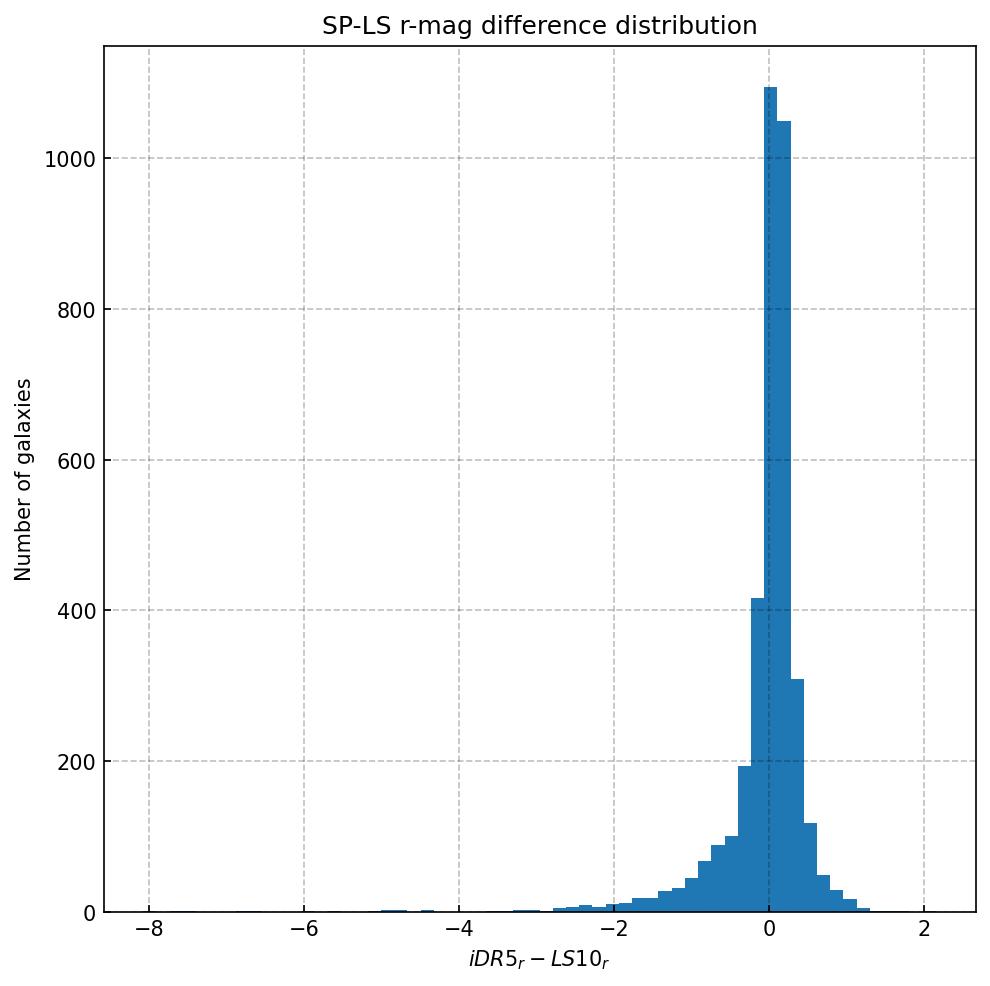 SP-LS r-mag difference distribution
Number of galaxies
1000
800
600
400
200
0
−8 −6 −4 −2 0 2
iDR5r − LS10r